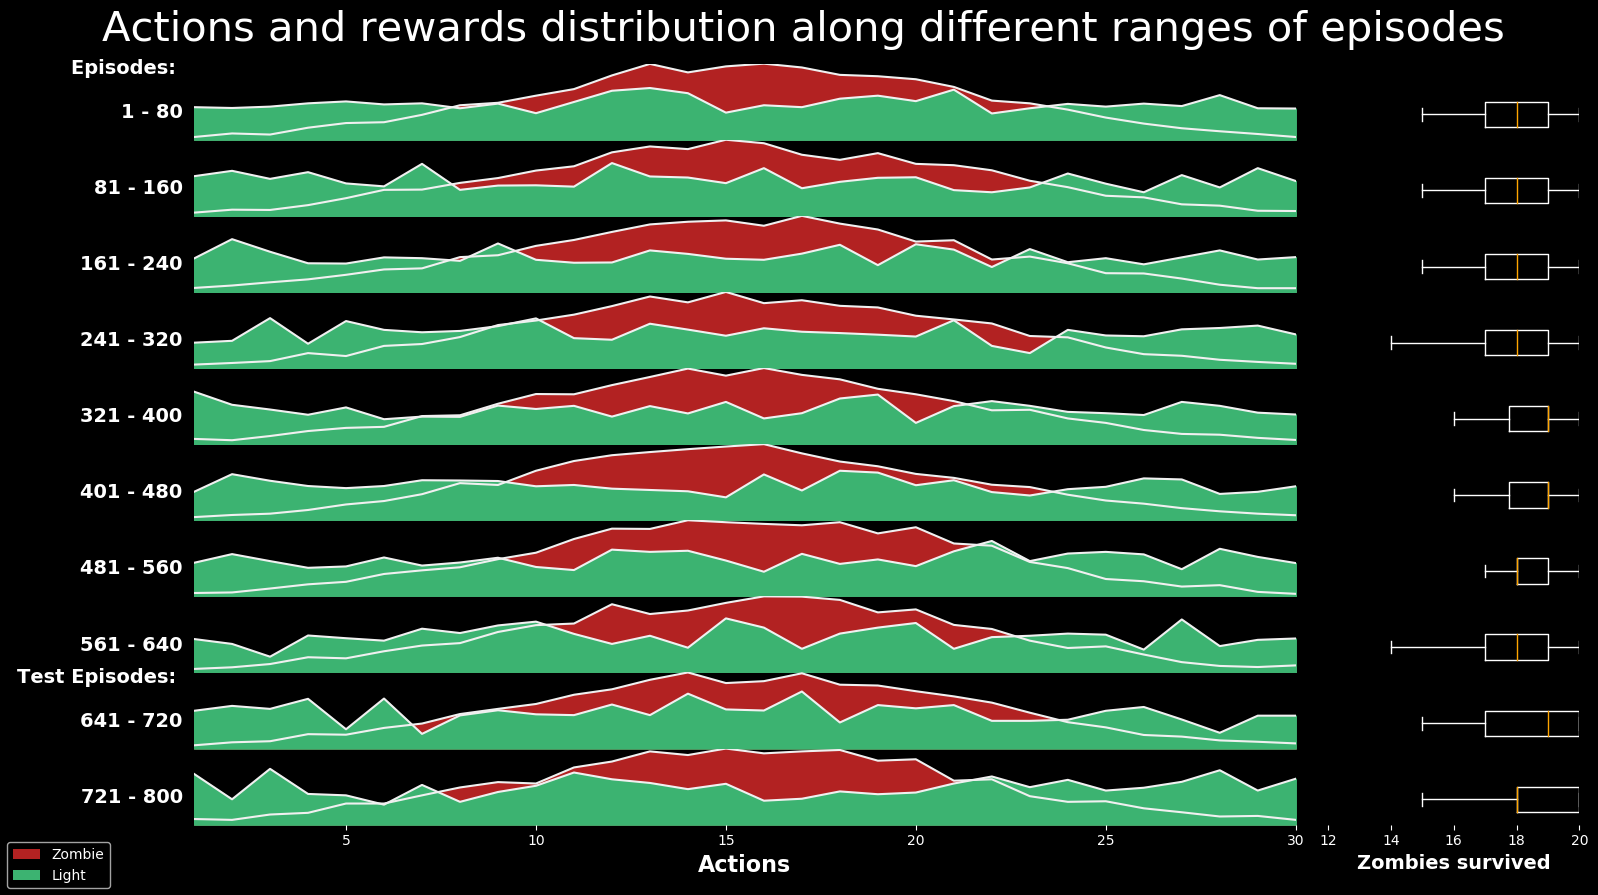 Actions and rewards distribution along different ranges of episodes
Episodes:
1 - 80
81 - 160
161 - 240
241 - 320
321 - 400
401 - 480
481 - 560
561 - 640
Test Episodes:
641 - 720
721 - 800
5 10 15 20 25 30 12 14 16 18 20
Actions
Zombies survived
Zombie
Light